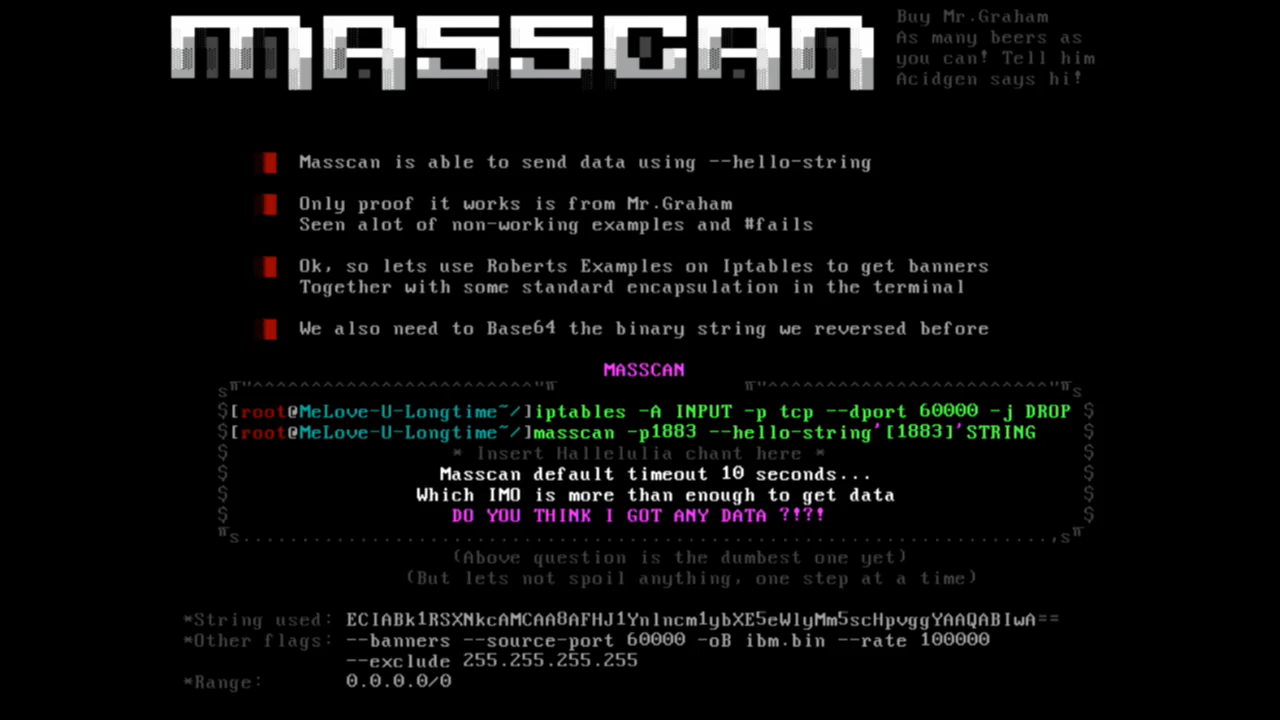 MASSCAN
Buy Mr.Graham
As many beers as
you can! Tell him
Acidgen says hi!
Masscan is able to send data using --hello-string
Only proof it works is from Mr.Graham
Seen alot of non-working examples and #fails
Ok, so lets use Roberts Examples on Iptables to get banners
Together with some standard encapsulation in the terminal
We also need to Base64 the binary string we reversed before
MASSCAN
[root@MeLove-U-Longtime~/]iptables -A INPUT -p tcp --dport 60000 -j DROP
[root@MeLove-U-Longtime~/]masscan -p1883 --hello-string'[1883]'STRING
* Insert Hallelulia chant here *
Masscan default timeout 10 seconds...
Which IMO is more than enough to get data
DO YOU THINK I GOT ANY DATA ?!?!
(Above question is the dumbest one yet)
(But lets not spoil anything, one step at a time)
*String used: ECIABk1RSXNkcAMCAA8AFHJ1Ynlncm1ybXE5eWlyMm5scHpvggYAAQABIwA==
*Other flags: --banners --source-port 60000 -oB ibm.bin --rate 100000
--exclude 255.255.255.255
*Range: 0.0.0.0/0